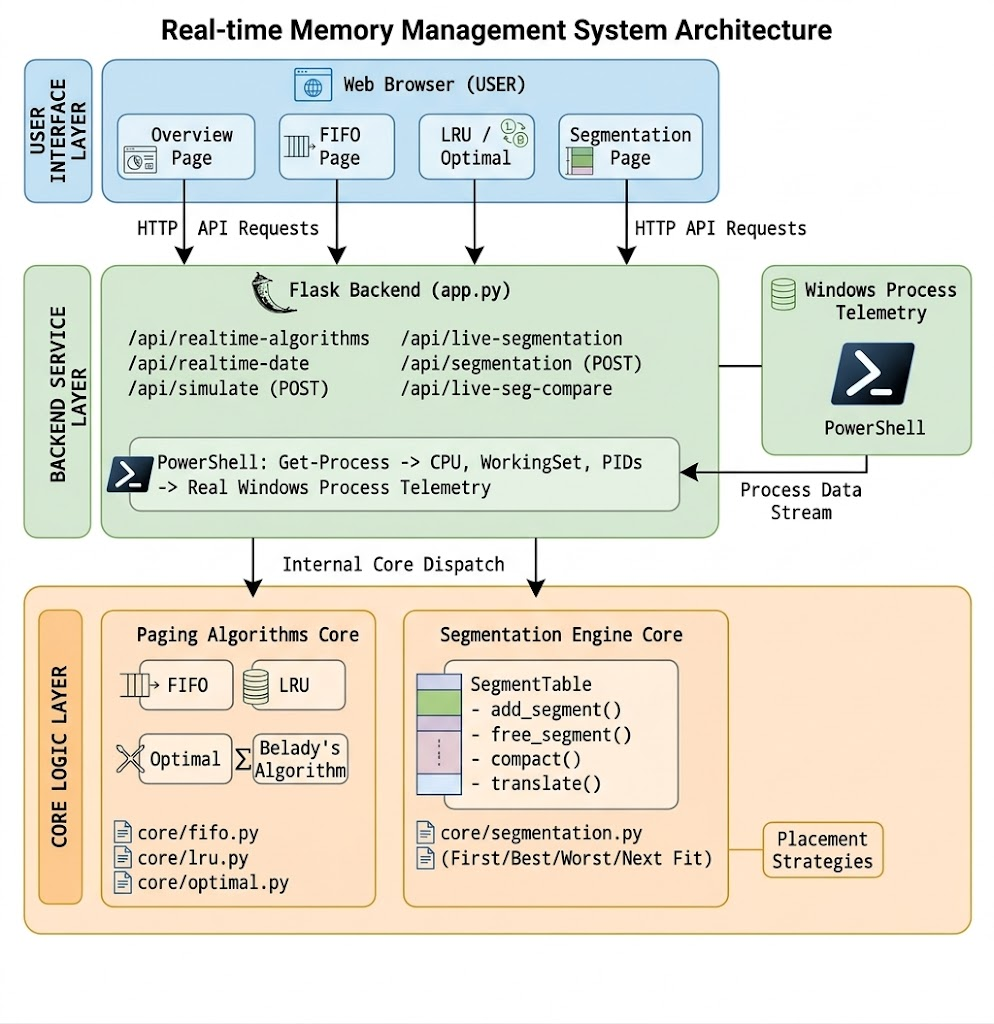 Real-time Memory Management System Architecture
USER
INTERFACE
LAYER
Web Browser (USER)
Overview
Page
FIFO
Page
LRU /
Optimal
Segmentation
Page
HTTP API Requests
HTTP API Requests
BACKEND SERVICE
LAYER
Flask Backend (app.py)
/api/realtime-algorithms
/api/realtime-date
/api/simulate (POST)
/api/live-segmentation
/api/segmentation (POST)
/api/live-seg-compare
PowerShell: Get-Process -> CPU, WorkingSet, PIDs
-> Real Windows Process Telemetry
Windows Process
Telemetry
PowerShell
Process Data
Stream
Internal Core Dispatch
CORE LOGIC LAYER
Paging Algorithms Core
FIFO
LRU
Optimal
Σ
Belady's
Algorithm
core/fifo.py
core/lru.py
core/optimal.py
Segmentation Engine Core
SegmentTable
- add_segment()
- free_segment()
- compact()
- translate()
core/segmentation.py
(First/Best/Worst/Next Fit)
Placement
Strategies